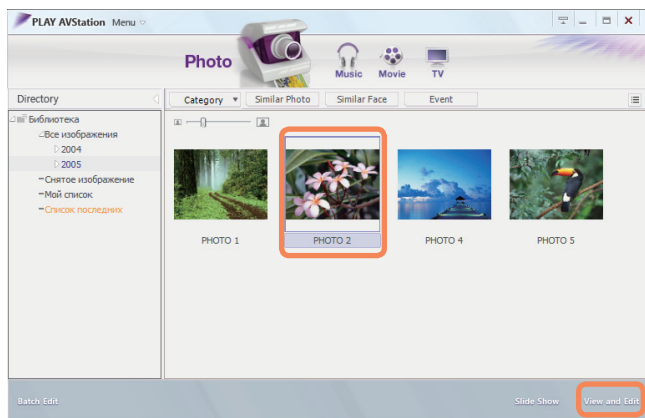 PLAY AVStation Menu
Photo
Music Movie TV
Directory
Category Similar Photo Similar Face Event
Библиотека
Все изображения
2004
2005
Снятое изображение
Мой список
Список последних
PHOTO 1 PHOTO 2 PHOTO 4 PHOTO 5
Batch Edit Slide Show View and Edit